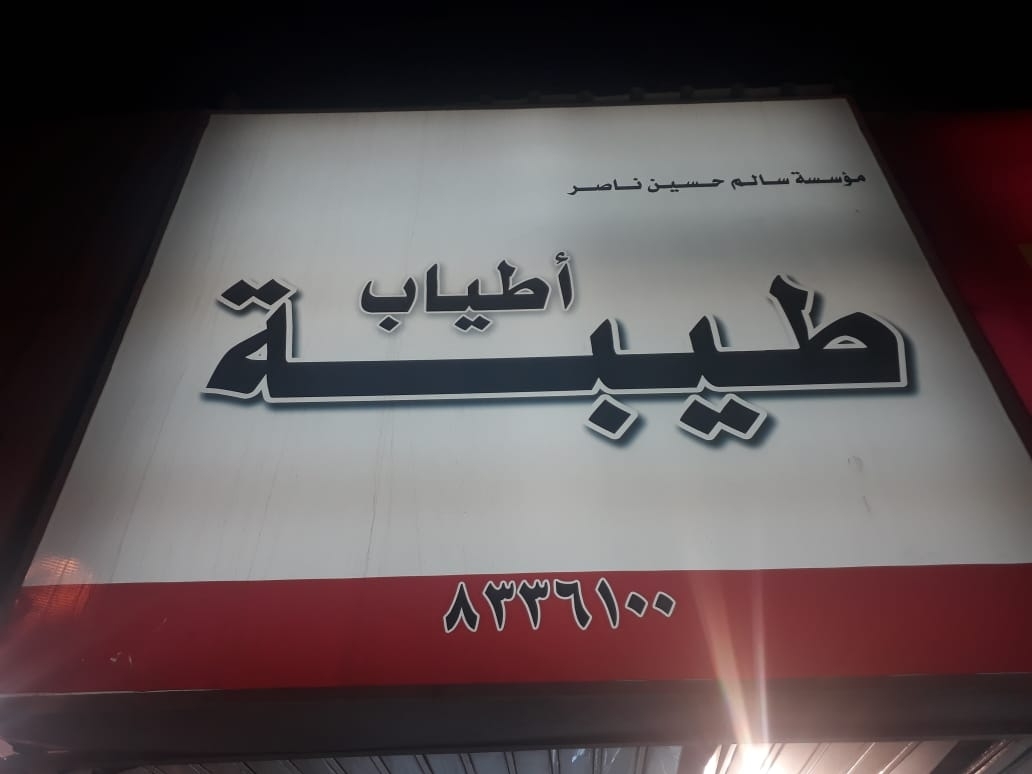 مؤسسة سالم حسين ناصر
أطياب
طيبة
٨٣٣٦١٠٠